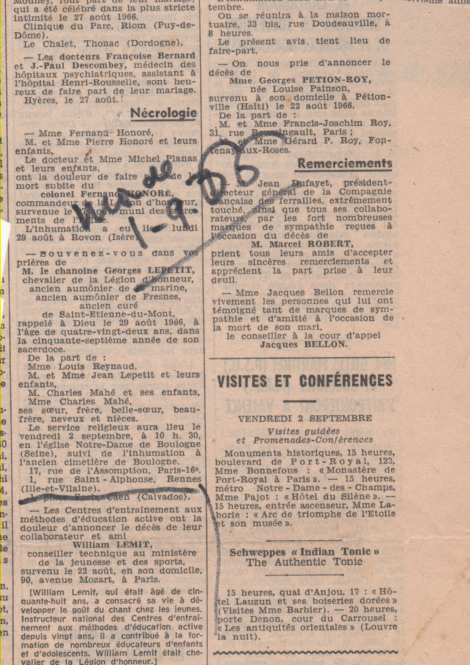 intimité le 27 août 1966.
Clinique du Parc, Riom (Puy-de-
Dôme).
Le Chalet, Thonac (Dordogne).
— Les docteurs Françoise Bernat
et J.-Paul Descombey, médecin des
hôpitaux psychiatriques, assistant à
l'hôpital Henri-Rousselle, sont heu-
reux de faire part de leur mariage.
Hyères, le 27 août.
Nécrologie
— Mme Fernand Honoré,
M. et Mme Pierre Honoré et leurs
enfants,
Le docteur et Mme Michel Planas
et leurs enfants,
ont la douleur de faire de la
mort subite du
colonel Fernand HONORÉ,
commandeur d'honneur,
survenue le muni des sacre-
ments de
L'inhumation a eu lieu lundi
29 août à Rovon (Isère)
— Souvenez-vous dans vos
prières de
M. le chanoine Georges LEPETIT,
chevalier de la Légion d'honneur,
ancien aumônier de marine,
ancien aumônier de Fresnes,
ancien curé
de Saint-Etienne-du-Mont,
rappelé à Dieu le 29 août 1966, à
l'âge de quatre-vingt-deux ans, dans
la cinquante-septième année de son
sacerdoce.
De la part de :
Mme Louis Reynaud,
M. et Mme Jean Lepetit et leurs
enfants,
M. Charles Mahé et ses enfants,
Mme Charles Mahé,
ses sœur, frère, belle-sœur, beau-
frère, neveux et nièces.
Le service religieux aura lieu le
vendredi 2 septembre, à 10 h. 30,
en l'église Notre-Dame de Boulogne
(Seine), suivi de l'inhumation à
l'ancien cimetière de Boulogne.
17, rue de l'Assomption, Paris-16e.
1, rue Saint-Alphonse, Rennes
(Ille-et-Vilaine).
Caen (Calvados).
— Les Centres d'entraînement aux
méthodes d'éducation active ont la
douleur d'annoncer le décès de leur
collaborateur et ami
William LEMIT,
conseiller technique au ministère
de la jeunesse et des sports,
survenu le 22 août, en son domicile,
90, avenue Mozart, à Paris.
[William Lemit, qui était âgé de cin-
quante-huit ans, a consacré sa vie à dé-
velopper le goût du chant chez les jeunes.
Instructeur national des Centres d'entraî-
nement aux méthodes d'éducation active
depuis vingt ans, il a contribué à la for-
mation de nombreux éducateurs d'enfants
et d'adolescents. William Lemit était che-
valier de la Légion d'honneur.]
1-9.66
tembre.
On se réunira à la maison mor-
tuaire, 33 bis, rue Doudeauville, à
8 heures.
Le présent avis tient lieu de
faire-part.
— On nous prie d'annoncer le
décès de
Mme Georges PETION-ROY,
née Louise Painson,
survenu à son domicile à Pétion-
ville (Haïti) le 22 août 1966.
De la part de :
M. et Mme Francis-Joachim Roy,
31, rue Paris ;
Mme Gérard P. Roy, Fon-
tenay-aux-Roses.
Remerciements
Jean Dufayet, président-
directeur général de la Compagnie
française de ferrailles, extrêmement
touché, ainsi que tous ses collabo-
rateurs, par les fort nombreuses
marques de sympathie reçues à
l'occasion du décès de
M. Marcel ROBERT,
prient tous leurs amis d'accepter
leurs sincères remerciements et
apprécient la part prise à leur
deuil.
— Mme Jacques Bellon remercie
vivement les personnes qui lui ont
témoigné tant de marques de sym-
pathie et d'amitié à l'occasion de
la mort de son mari,
le conseiller à la cour d'appel
Jacques BELLON.
VISITES ET CONFÉRENCES
VENDREDI 2 SEPTEMBRE
Visites guidées
et Promenades-Conférences
Monuments historiques, 15 heures,
boulevard de Port-Royal, 123,
Mme Bonnefous : « Monastère de
Port-Royal à Paris ». — 15 heures,
métro Notre-Dame-des-Champs,
Mme Pajot : « Hôtel du Silène ». —
15 heures, entrée ascenseur, Mme La-
borie : « Arc de triomphe de l'Etoile
et son musée ».
Schweppes « Indian Tonic »
The Authentic Tonic
15 heures, quai d'Anjou, 17 : « Hô-
tel Lauzun et ses boiseries dorées »
(Visites Mme Barbier). — 20 heures,
porte Denon, cour du Carrousel :
« Les antiquités orientales » (Louvre
la nuit).